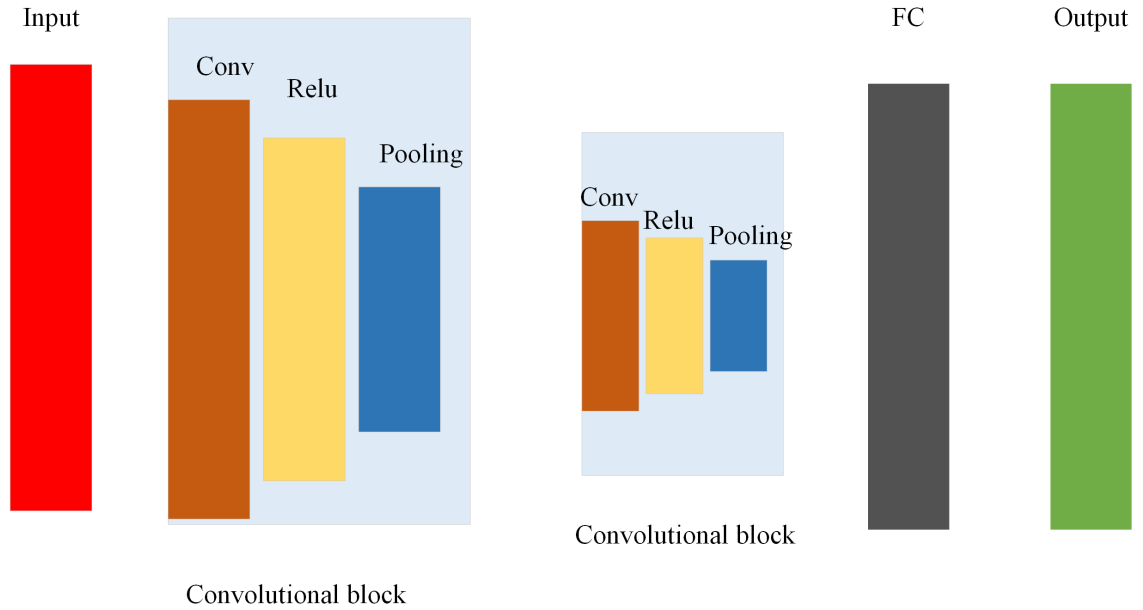 Input
Conv
Relu
Pooling
Convolutional block
Conv
Relu
Pooling
Convolutional block
FC
Output